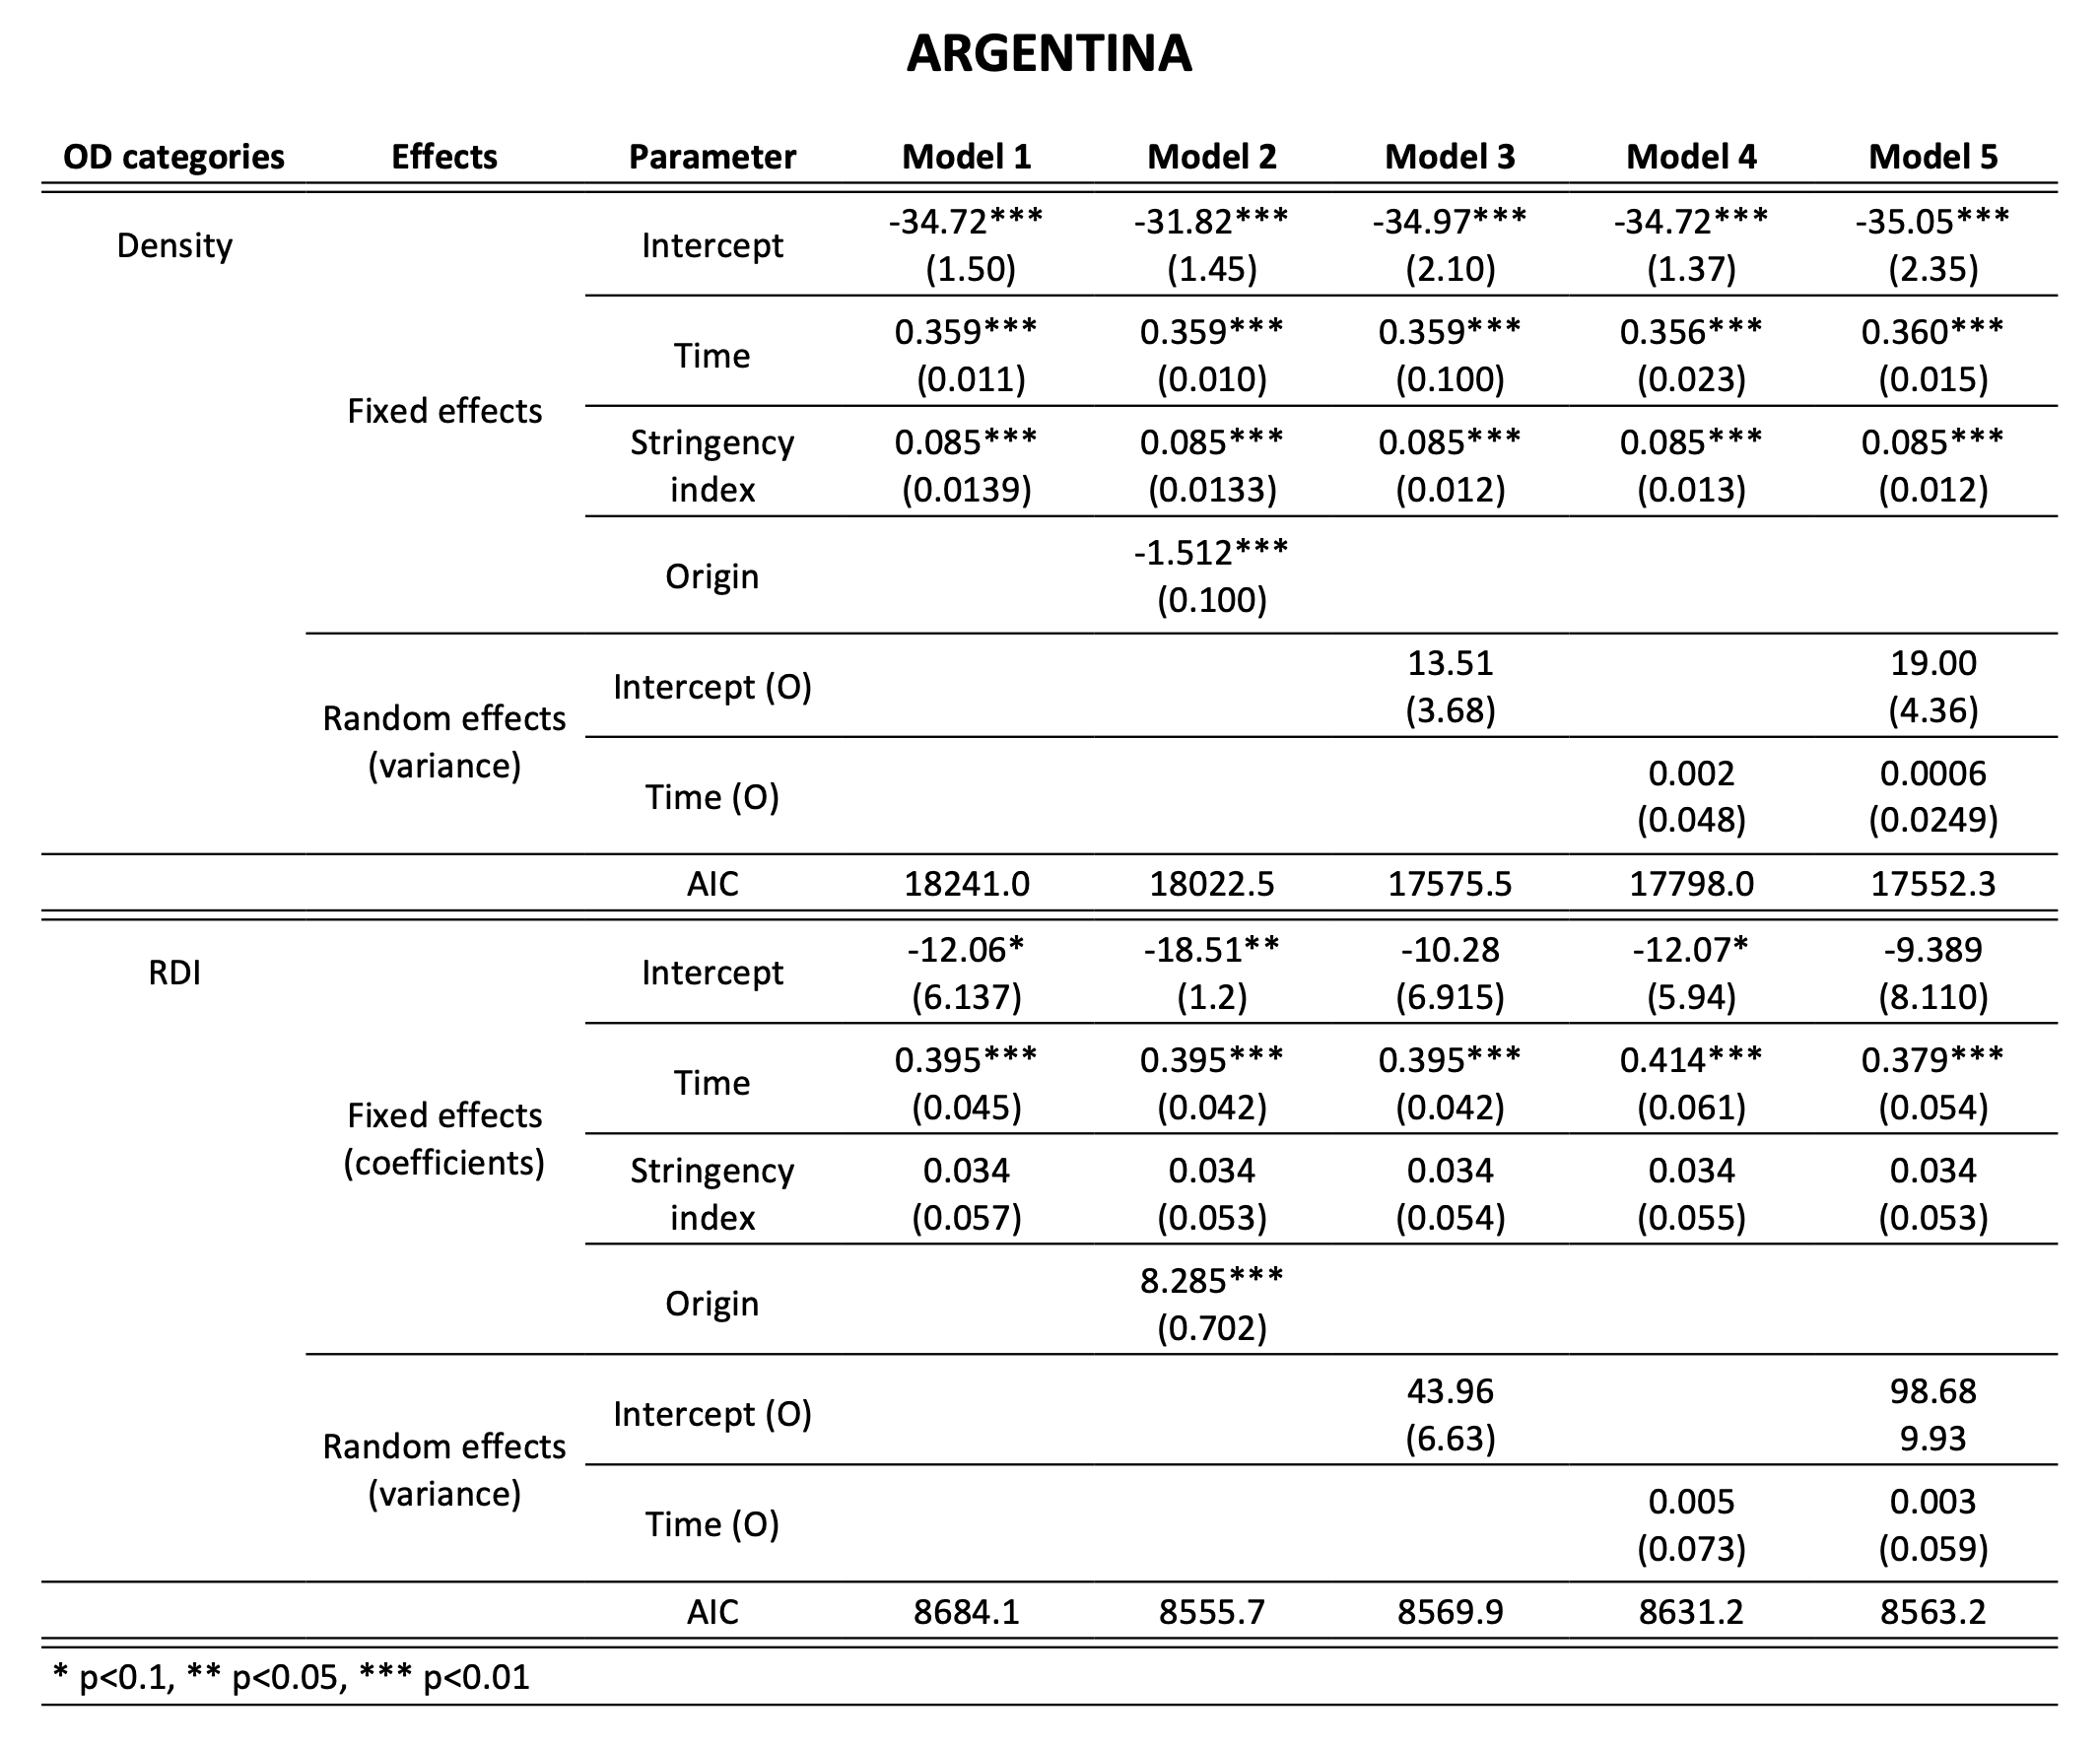 ARGENTINA
OD categories Effects Parameter Model 1 Model 2 Model 3 Model 4 Model 5
Density Fixed effects Intercept -34.72*** -31.82*** -34.97*** -34.72*** -35.05***
(1.50) (1.45) (2.10) (1.37) (2.35)
Time 0.359*** 0.359*** 0.359*** 0.356*** 0.360***
(0.011) (0.010) (0.100) (0.023) (0.015)
Stringency 0.085*** 0.085*** 0.085*** 0.085*** 0.085***
index (0.0139) (0.0133) (0.012) (0.013) (0.012)
Origin -1.512***
(0.100)
Random effects Intercept (O) 13.51 19.00
(variance) (3.68) (4.36)
Time (O) 0.002 0.0006
(0.048) (0.0249)
AIC 18241.0 18022.5 17575.5 17798.0 17552.3
RDI Fixed effects Intercept -12.06* -18.51** -10.28 -12.07* -9.389
(coefficients) (6.137) (1.2) (6.915) (5.94) (8.110)
Time 0.395*** 0.395*** 0.395*** 0.414*** 0.379***
(0.045) (0.042) (0.042) (0.061) (0.054)
Stringency 0.034 0.034 0.034 0.034 0.034
index (0.057) (0.053) (0.054) (0.055) (0.053)
Origin 8.285***
(0.702)
Random effects Intercept (O) 43.96 98.68
(variance) (6.63) 9.93
Time (O) 0.005 0.003
(0.073) (0.059)
AIC 8684.1 8555.7 8569.9 8631.2 8563.2
* p<0.1, ** p<0.05, *** p<0.01